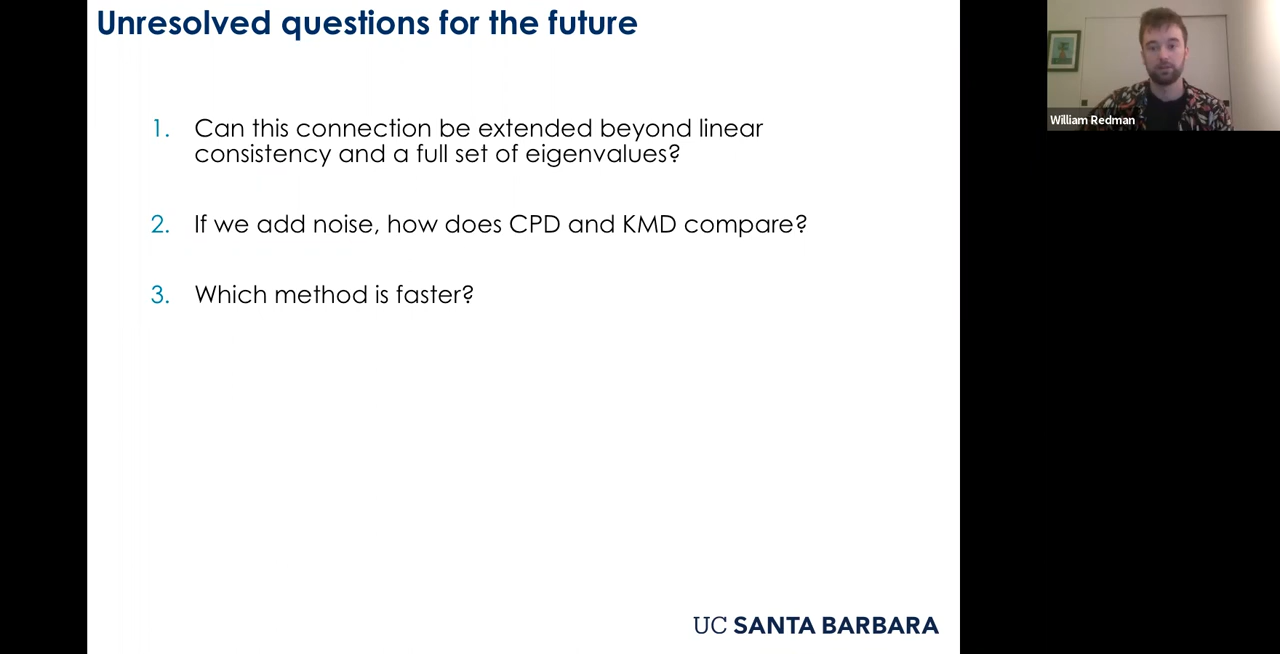 Unresolved questions for the future
William Redman
1. Can this connection be extended beyond linear
consistency and a full set of eigenvalues?
2. If we add noise, how does CPD and KMD compare?
3. Which method is faster?
UC SANTA BARBARA